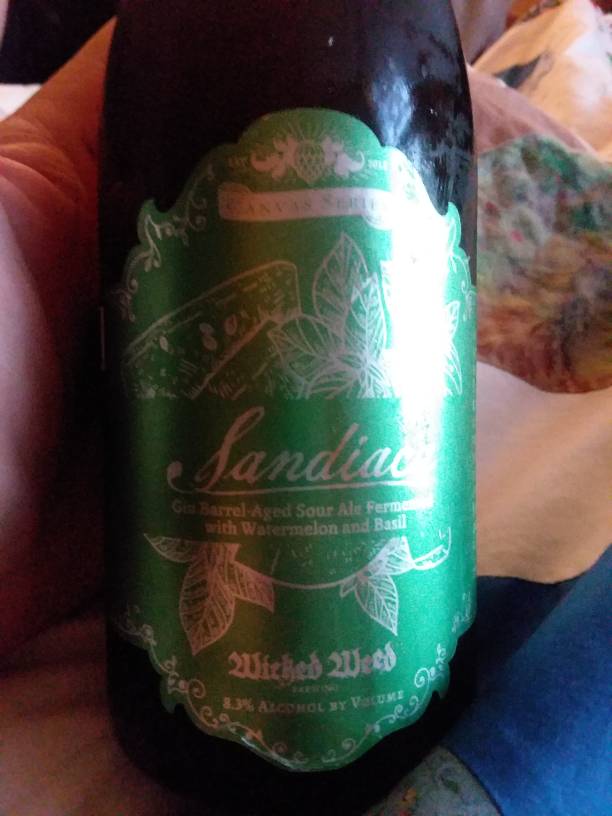 EST 2012
CANVAS SERIES
Gin Barrel-Aged Sour Ale Fermented
with Watermelon and Basil
Wicked Weed
BREWING
8.3% ALCOHOL BY VOLUME